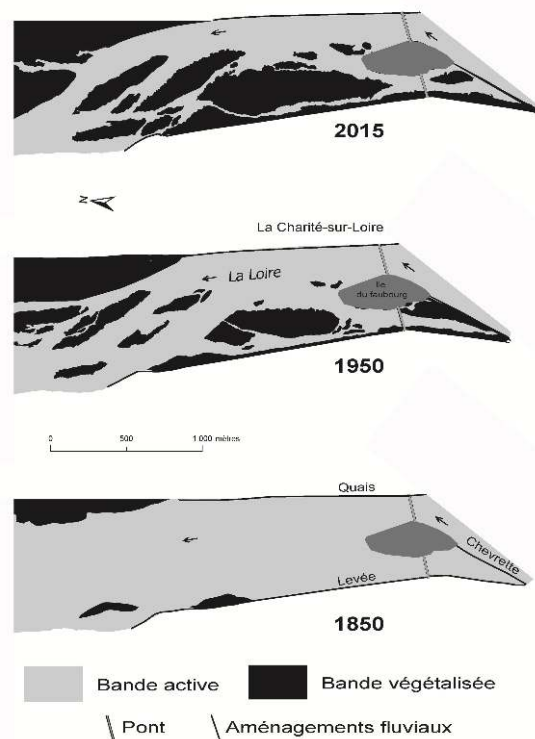 2015
N
La Charité-sur-Loire
La Loire
Ile
du faubourg
1950
0 500 1.000 mètres
Quais
Chevrette
Levée
1850
Bande active
Bande végétalisée
Pont
Aménagements fluviaux